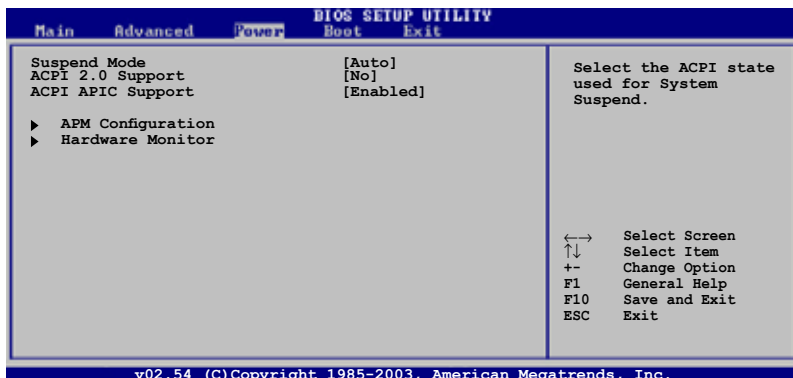 BIOS SETUP UTILITY
Main Advanced Power Boot Exit
Suspend Mode [Auto]
ACPI 2.0 Support [No]
ACPI APIC Support [Enabled]
APM Configuration
Hardware Monitor
Select the ACPI state
used for System
Suspend.
←→ Select Screen
↑↓ Select Item
+- Change Option
F1 General Help
F10 Save and Exit
ESC Exit
v02.54 (C)Copyright 1985-2003, American Megatrends, Inc.